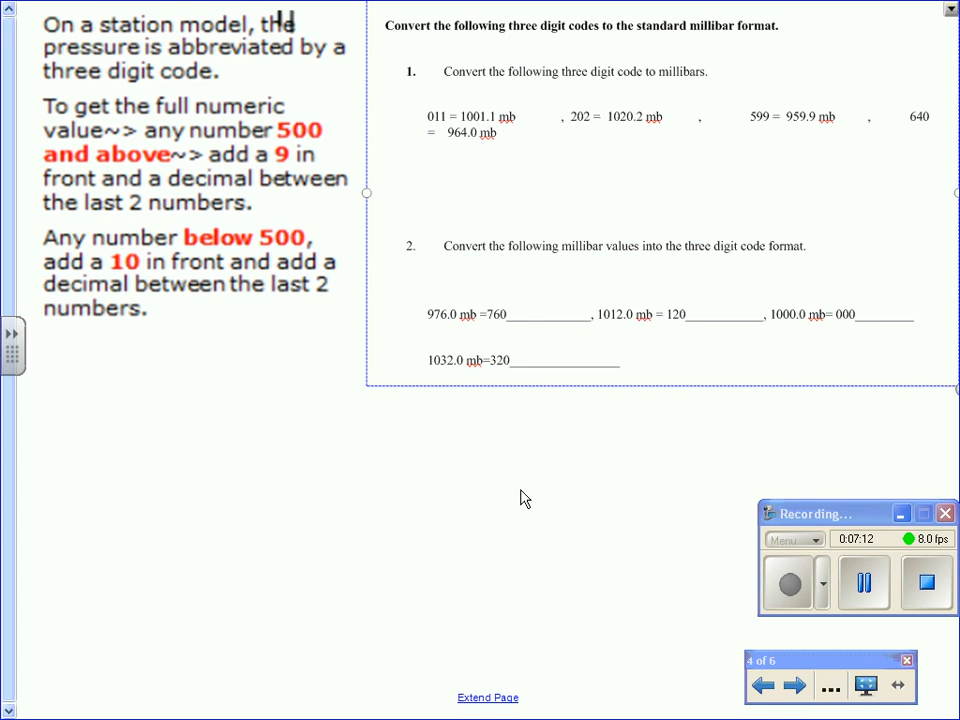 On a station model, the
pressure is abbreviated by a
three digit code.
To get the full numeric
value~> any number 500
and above~> add a 9 in
front and a decimal between
the last 2 numbers.
Any number below 500,
add a 10 in front and add a
decimal between the last 2
numbers.
Convert the following three digit codes to the standard millibar format.
1. Convert the following three digit code to millibars.
011 = 1001.1 mb , 202 = 1020.2 mb , 599 = 959.9 mb , 640
= 964.0 mb
2. Convert the following millibar values into the three digit code format.
976.0 mb =760______________, 1012.0 mb = 120_____________, 1000.0 mb= 000__________
1032.0 mb=320__________________
Recording...
Menu 0:07:12 8.0 fps
4 of 6
Extend Page